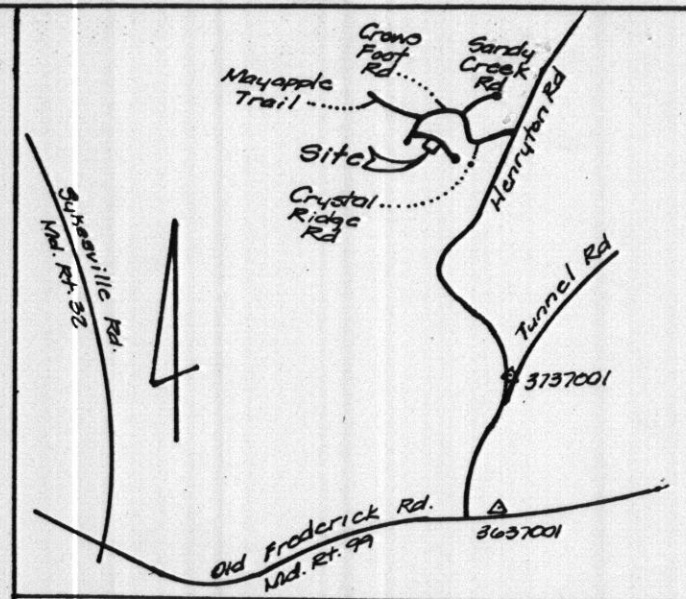 Crows
Foot
Rd
Sandy
Creek
Rd
Mayapple
Trail
Site
Crystal
Ridge
Rd
Henryton Rd
Sykesville Rd.
Md. Rt. 32
Tunnel Rd
3737001
Old Frederick Rd.
Md. Rt. 99
3637001